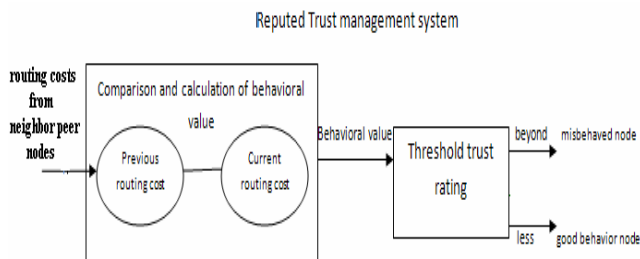 Reputed Trust management system
routing costs
from
neighbor peer
nodes
Comparison and calculation of behavioral
value
Previous
routing cost
Current
routing cost
Behavioral value
Threshold trust
rating
beyond
misbehaved node
less
good behavior node